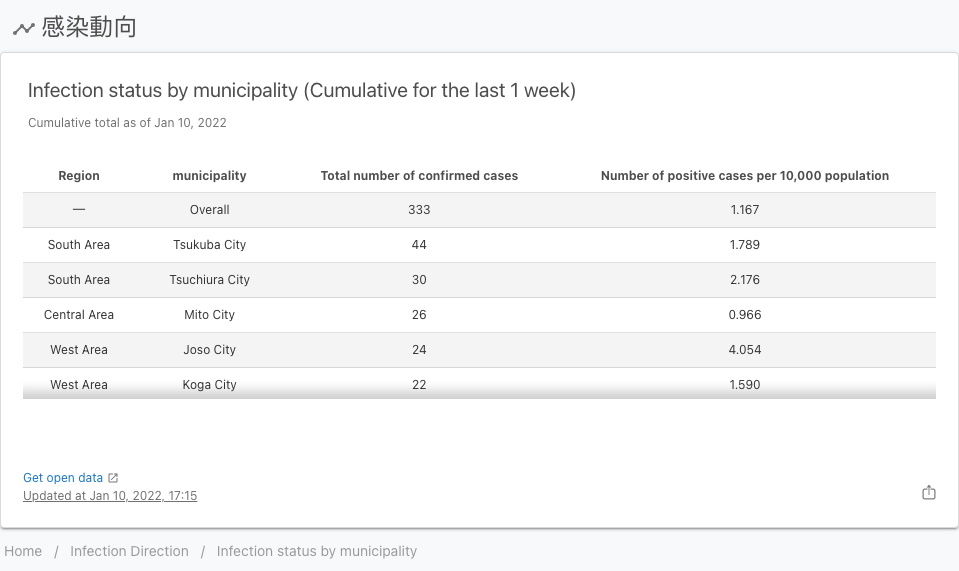 感染動向
Infection status by municipality (Cumulative for the last 1 week)
Cumulative total as of Jan 10, 2022
Region municipality Total number of confirmed cases Number of positive cases per 10,000 population
— Overall 333 1.167
South Area Tsukuba City 44 1.789
South Area Tsuchiura City 30 2.176
Central Area Mito City 26 0.966
West Area Joso City 24 4.054
West Area Koga City 22 1.590
Get open data
Updated at Jan 10, 2022, 17:15
Home / Infection Direction / Infection status by municipality